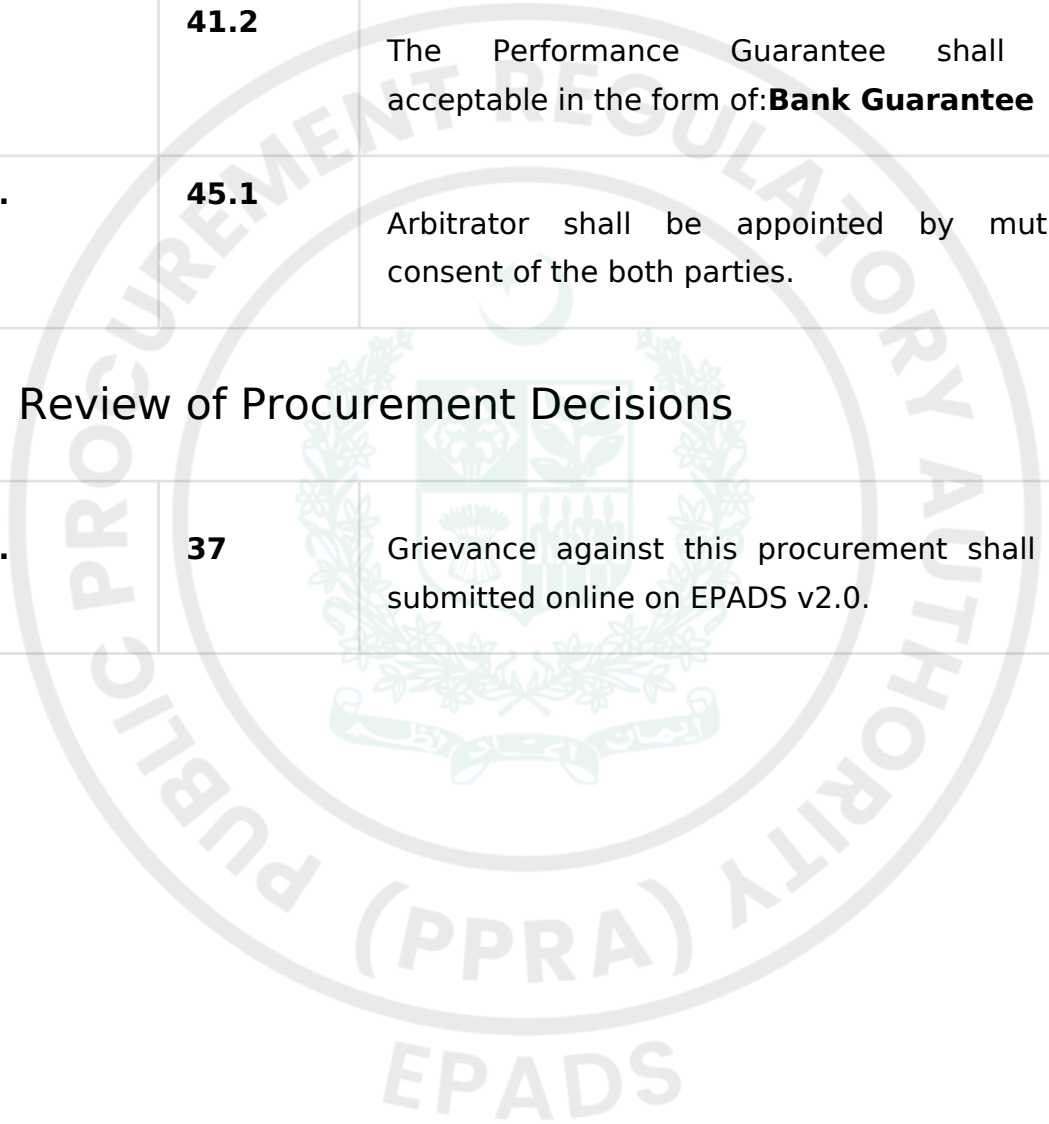 41.2
The Performance Guarantee shall
acceptable in the form of:Bank Guarantee
.
45.1
Arbitrator shall be appointed by mut
consent of the both parties.
Review of Procurement Decisions
.
37
Grievance against this procurement shall
submitted online on EPADS v2.0.
PUBLIC PROCUREMENT REGULATORY AUTHORITY
(PPRA)
EPADS